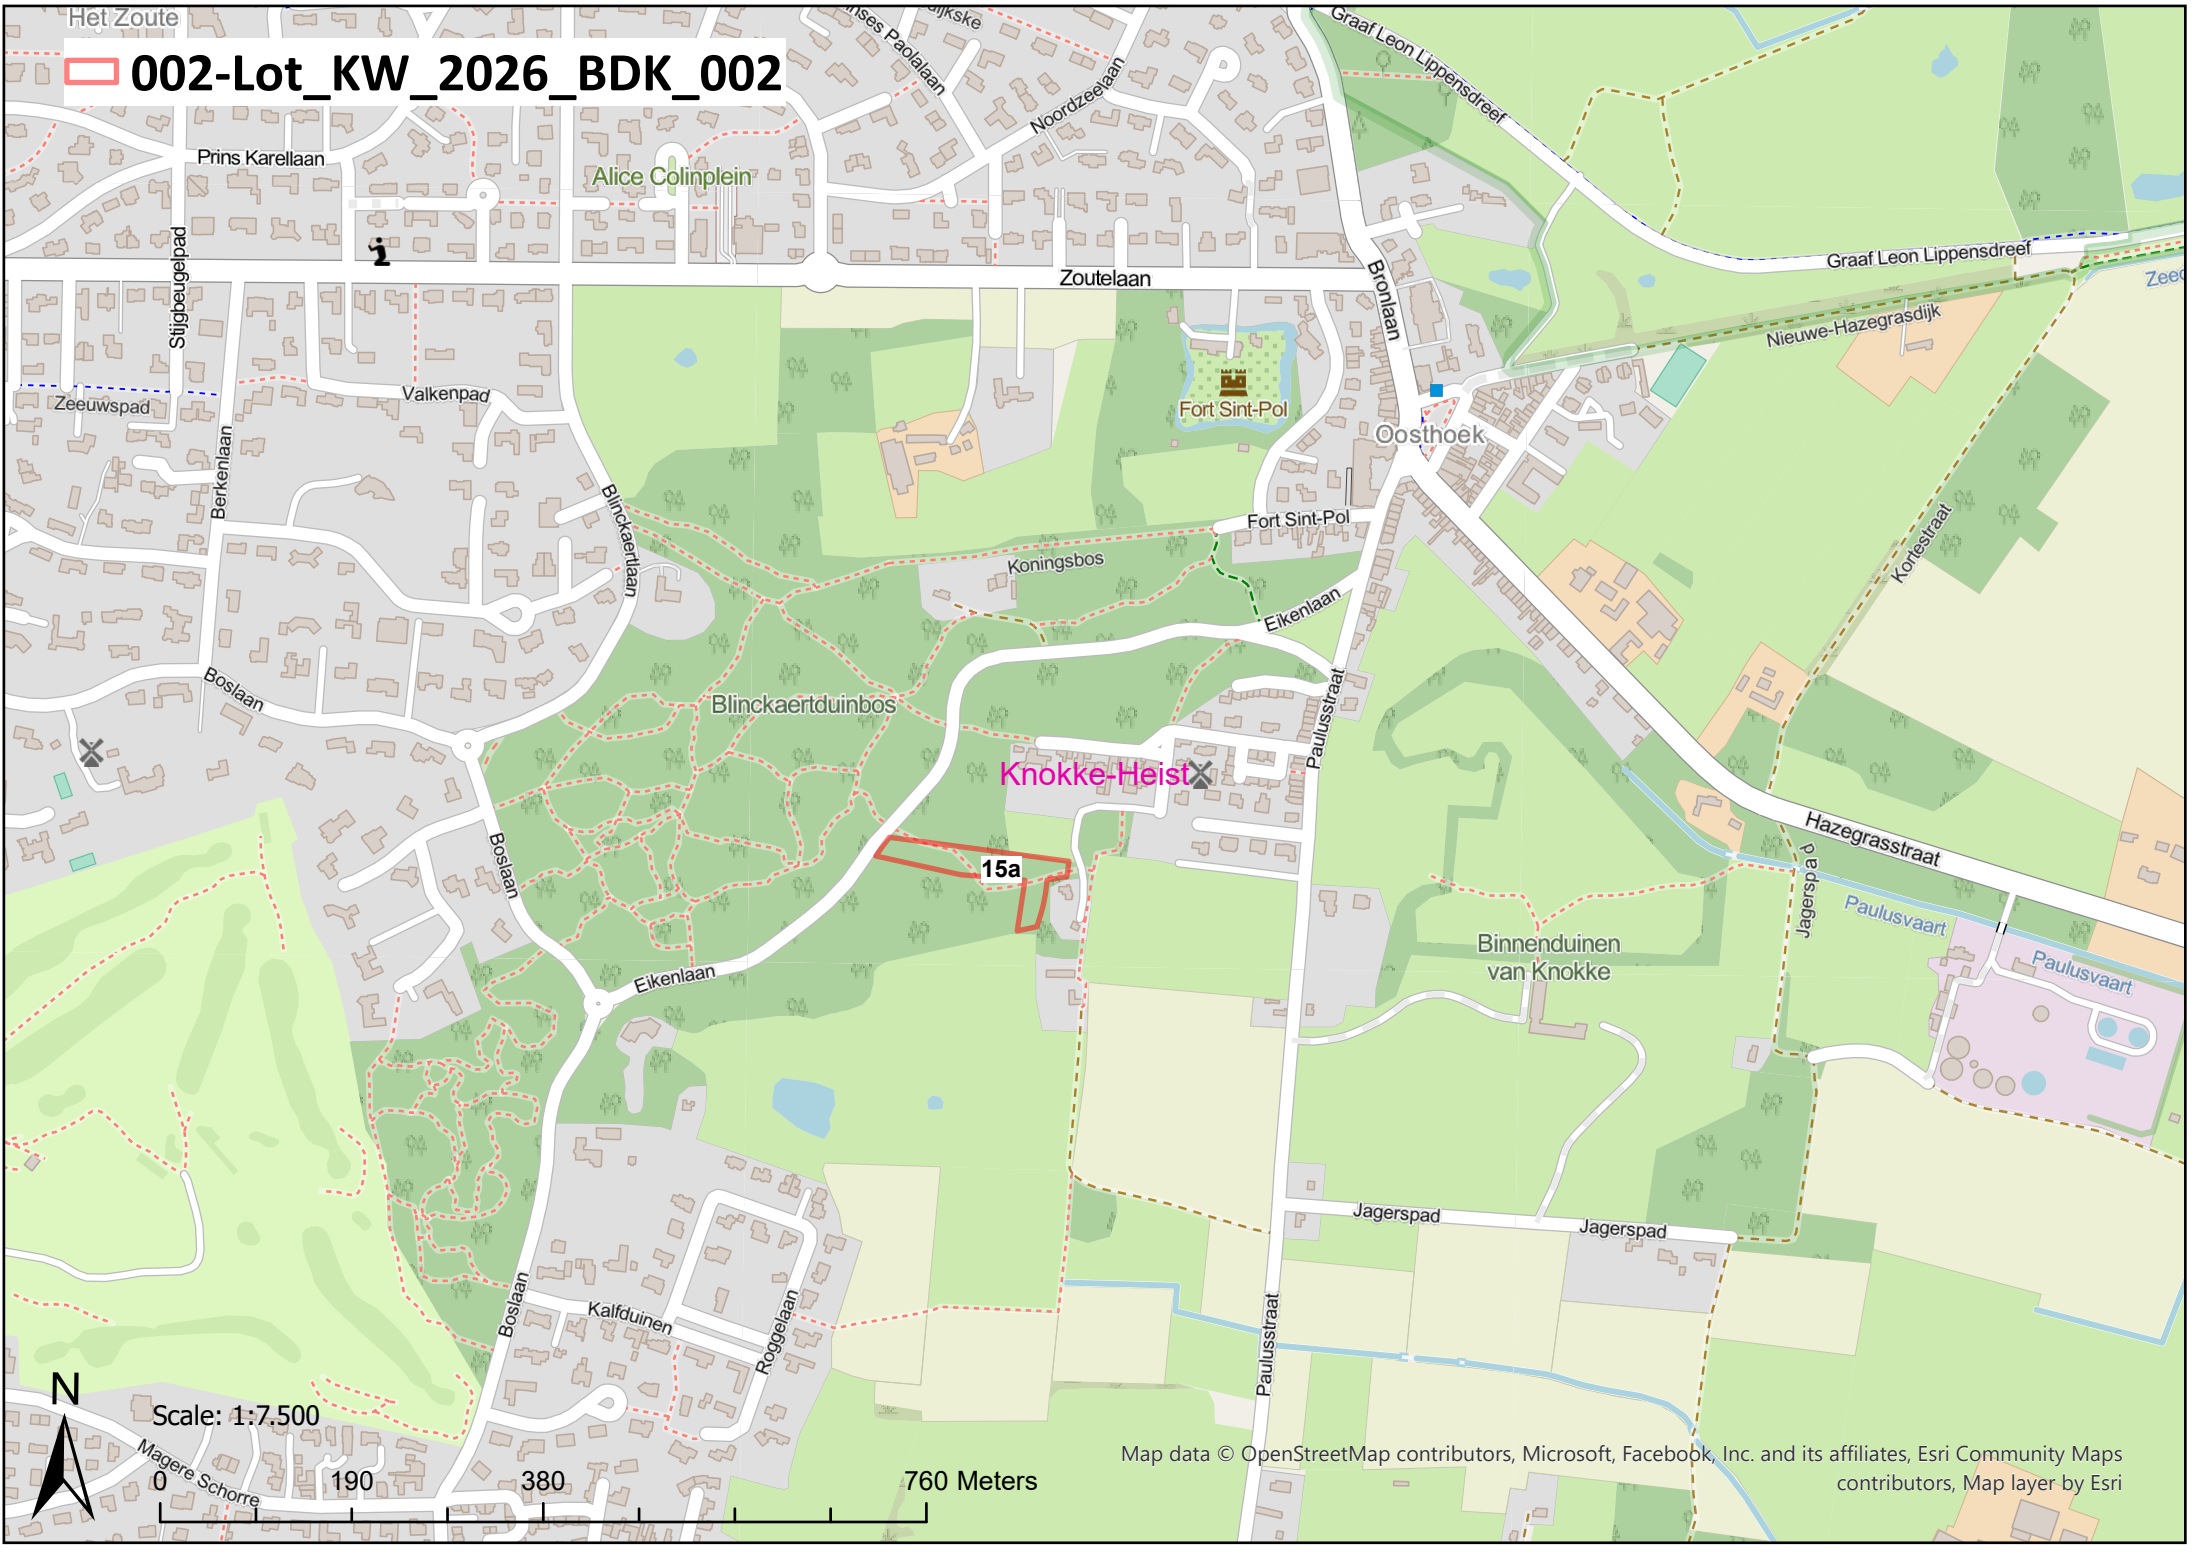 Het Zoute
002-Lot_KW_2026_BDK_002
Paolalaan
Noordzeelaan
Graaf Leon Lippensdreef
Prins Karellaan
Alice Colinplein
Stijgbeugelpad
Zoutelaan
Bronlaan
Graaf Leon Lippensdreef
Nieuwe-Hazegrasdijk
Valkenpad
Zeeuwspad
Berkenlaan
Fort Sint-Pol
Oosthoek
Blinckaertlaan
Fort Sint-Pol
Koningsbos
Kortestraat
Eikenlaan
Boslaan
Blinckaertduinbos
Paulusstraat
Knokke-Heist
Boslaan
15a
Hazegrasstraat
Jagerspad
Paulusvaart
Binnenduinen
van Knokke
Paulusvaart
Eikenlaan
Jagerspad
Jagerspad
Boslaan
Kalfduinen
Roggelaan
Paulusstraat
N
Scale: 1:7.500
Magere Schorre
0 190 380 760 Meters
Map data © OpenStreetMap contributors, Microsoft, Facebook, Inc. and its affiliates, Esri Community Maps
contributors, Map layer by Esri